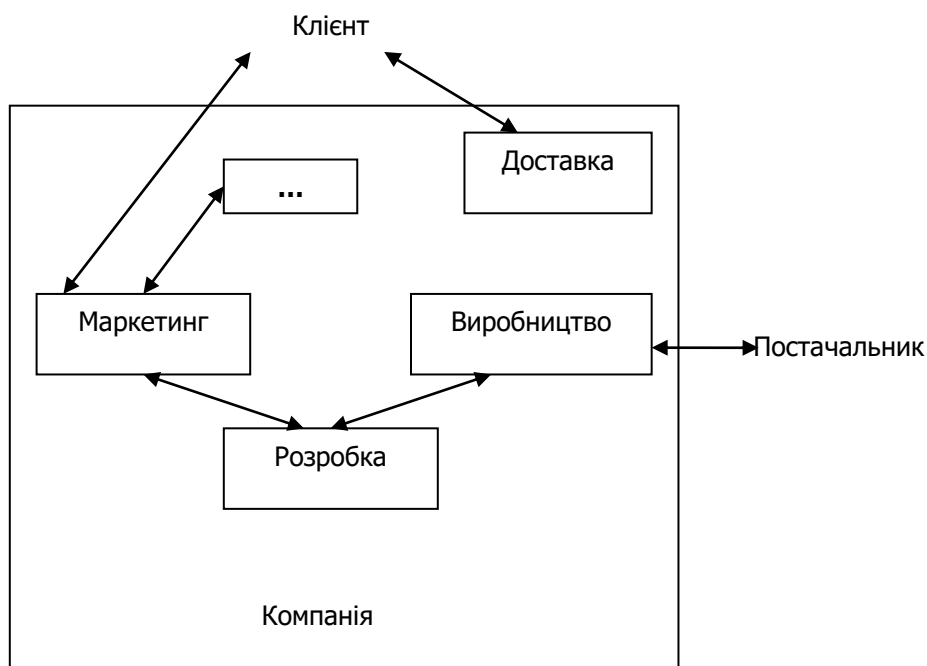 Клієнт
Доставка
...
Маркетинг
Виробництво
Постачальник
Розробка
Компанія